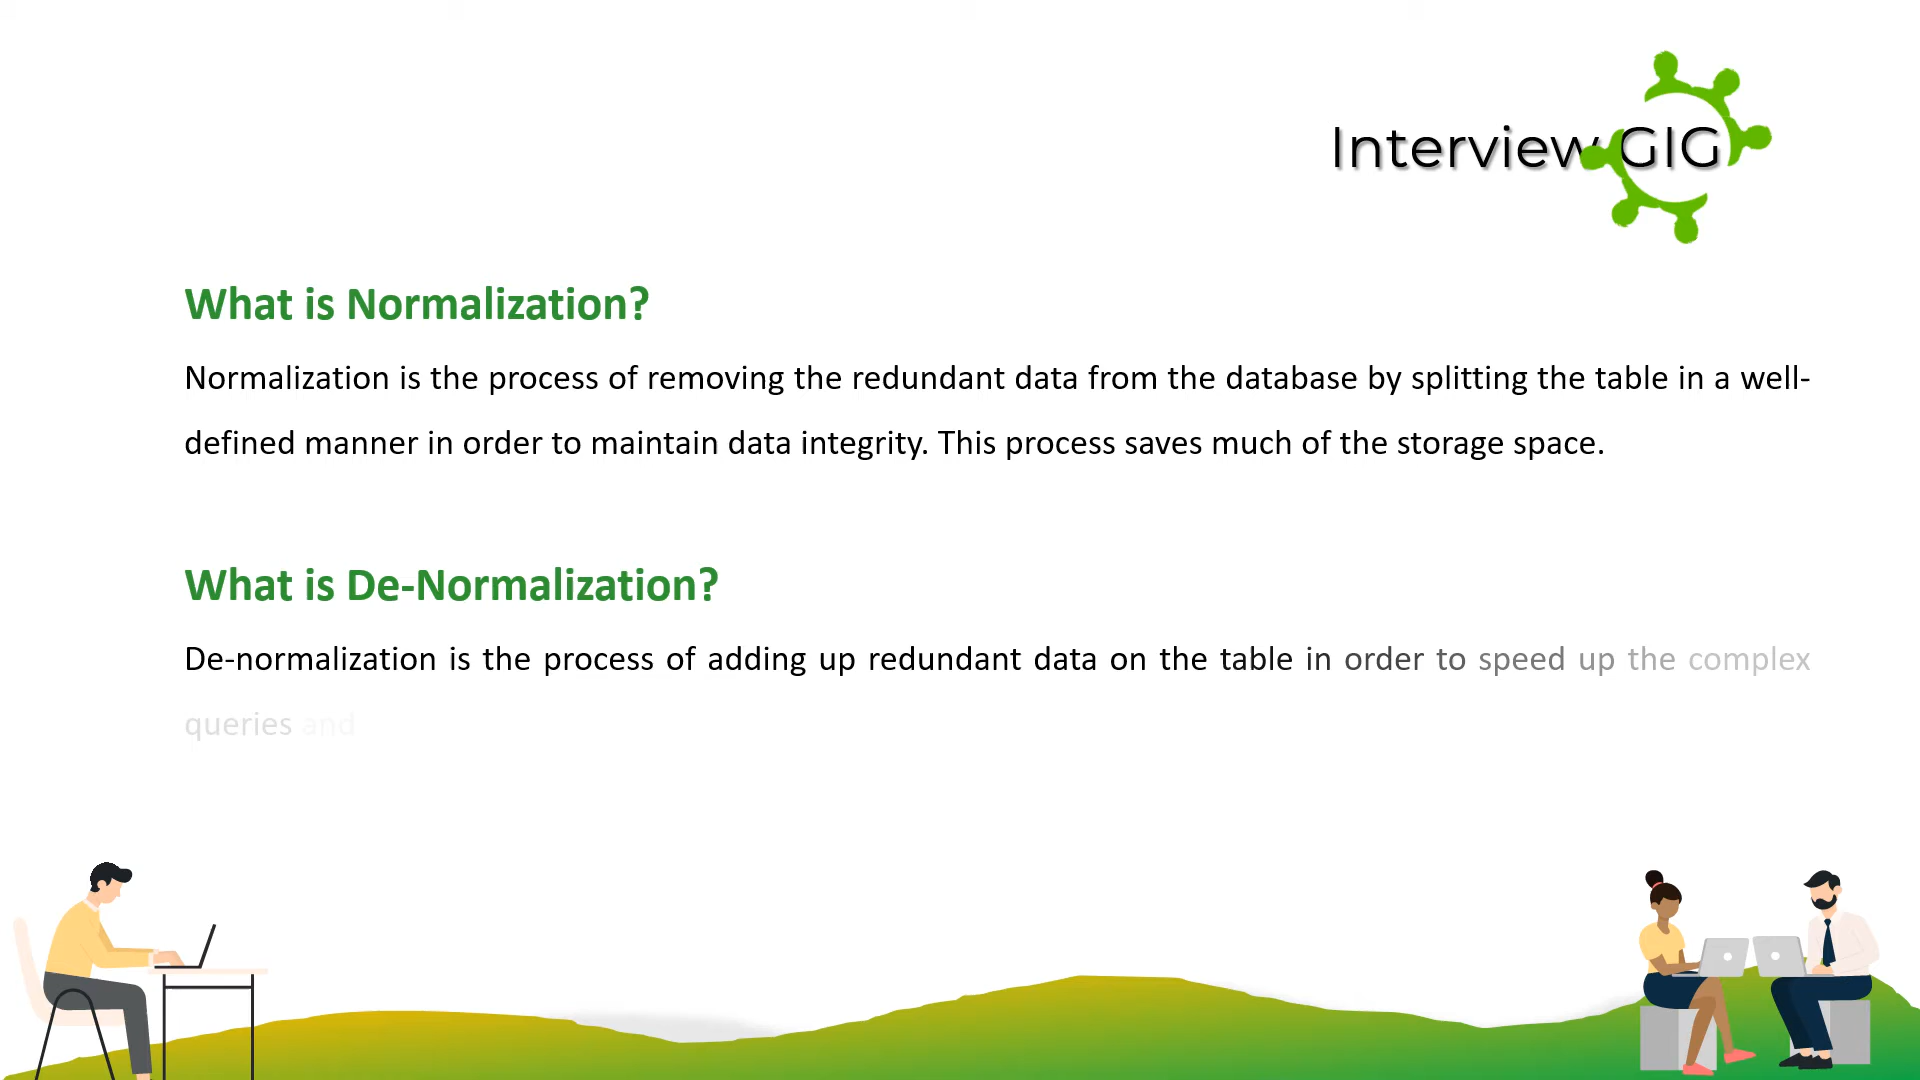 Interview GIG
What is Normalization?
Normalization is the process of removing the redundant data from the database by splitting the table in a well-
defined manner in order to maintain data integrity. This process saves much of the storage space.
What is De-Normalization?
De-normalization is the process of adding up redundant data on the table in order to speed up the complex
queries and